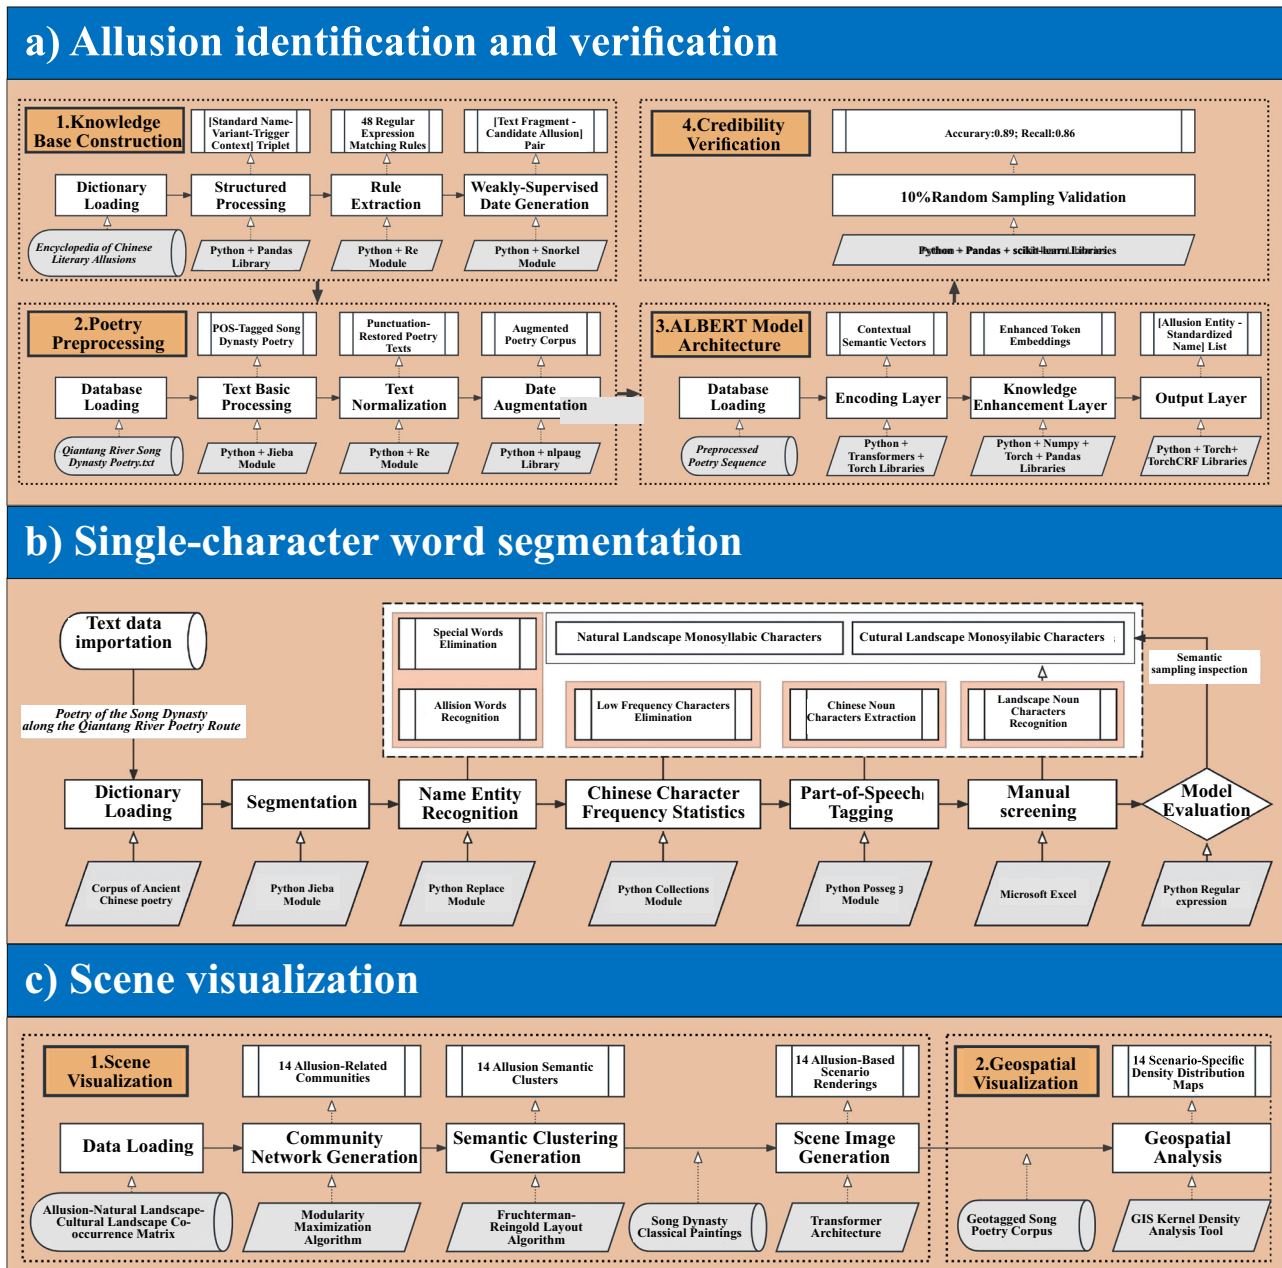 a) Allusion identification and verification
1.Knowledge
Base Construction
[Standard Name-
Variant-Trigger
Context] Triplet
48 Regular
Expression
Matching Rules
[Text Fragment -
Candidate Allusion]
Pair
Dictionary
Loading
Structured
Processing
Rule
Extraction
Weakly-Supervised
Date Generation
Encyclopedia of Chinese
Literary Allusions
Python + Pandas
Library
Python + Re
Module
Python + Snorkel
Module
4.Credibility
Verification
Accurary:0.89; Recall:0.86
10%Random Sampling Validation
Python + Pandas + scikit-learn Libraries
2.Poetry
Preprocessing
POS-Tagged Song
Dynasty Poetry
Punctuation-
Restored Poetry
Texts
Augmented
Poetry Corpus
Database
Loading
Text Basic
Processing
Text
Normalization
Date
Augmentation
Qiantang River Song
Dynasty Poetry.txt
Python + Jieba
Module
Python + Re
Module
Python + nlpaug
Library
3.ALBERT Model
Architecture
Contextual
Semantic Vectors
Enhanced Token
Embeddings
[Allusion Entity -
Standardized
Name] List
Database
Loading
Encoding Layer
Knowledge
Enhancement Layer
Output Layer
Preprocessed
Poetry Sequence
Python +
Transformers +
Torch Libraries
Python + Numpy +
Torch + Pandas
Libraries
Python + Torch+
TorchCRF Libraries
b) Single-character word segmentation
Text data
importation
Poetry of the Song Dynasty
along the Qiantang River Poetry Route
Special Words
Elimination
Allision Words
Recognition
Natural Landscape Monosyllabic Characters
Cutural Landscape Monosyilabic Characters
Low Frequency Characters
Elimination
Chinese Noun
Characters Extraction
Landscape Noun
Characters
Recognition
Semantic
sampling inspection
Dictionary
Loading
Segmentation
Name Entity
Recognition
Chinese Character
Frequency Statistics
Part-of-Speech
Tagging
Manual
screening
Model
Evaluation
Corpus of Ancient
Chinese poetry
Python Jieba
Module
Python Replace
Module
Python Collections
Module
Python Posseg
Module
Microsoft Excel
Python Regular
expression
c) Scene visualization
1.Scene
Visualization
14 Allusion-Related
Communities
14 Allusion Semantic
Clusters
14 Allusion-Based
Scenario
Renderings
2.Geospatial
Visualization
14 Scenario-Specific
Density Distribution
Maps
Data Loading
Community
Network Generation
Semantic Clustering
Generation
Scene Image
Generation
Geospatial
Analysis
Allusion-Natural Landscape-
Cultural Landscape Co-
occurrence Matrix
Modularity
Maximization
Algorithm
Fruchterman-
Reingold Layout
Algorithm
Song Dynasty
Classical Paintings
Transformer
Architecture
Geotagged Song
Poetry Corpus
GIS Kernel Density
Analysis Tool